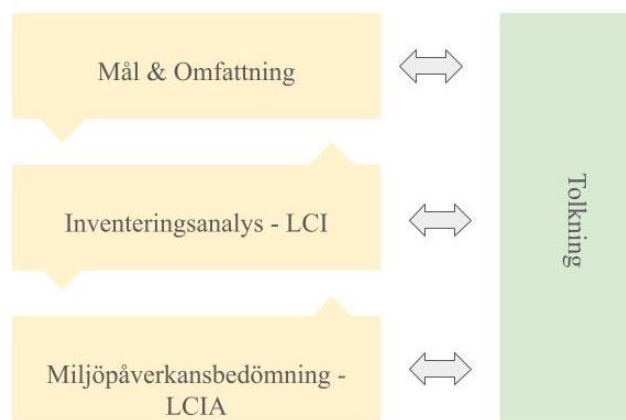 Mål & Omfattning
Inventeringsanalys - LCI
Miljöpåverkansbedömning -
LCIA
Tolkning